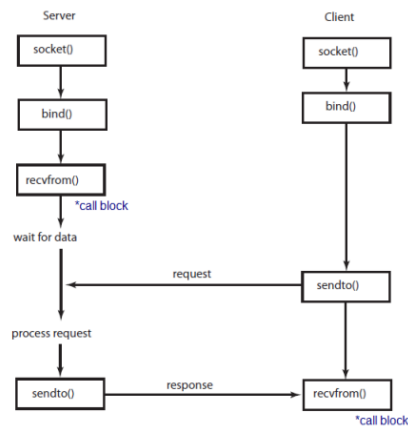 Server
Client
socket()
socket()
bind()
bind()
recvfrom()
*call block
wait for data
request
sendto()
process request
sendto()
response
recvfrom()
*call block